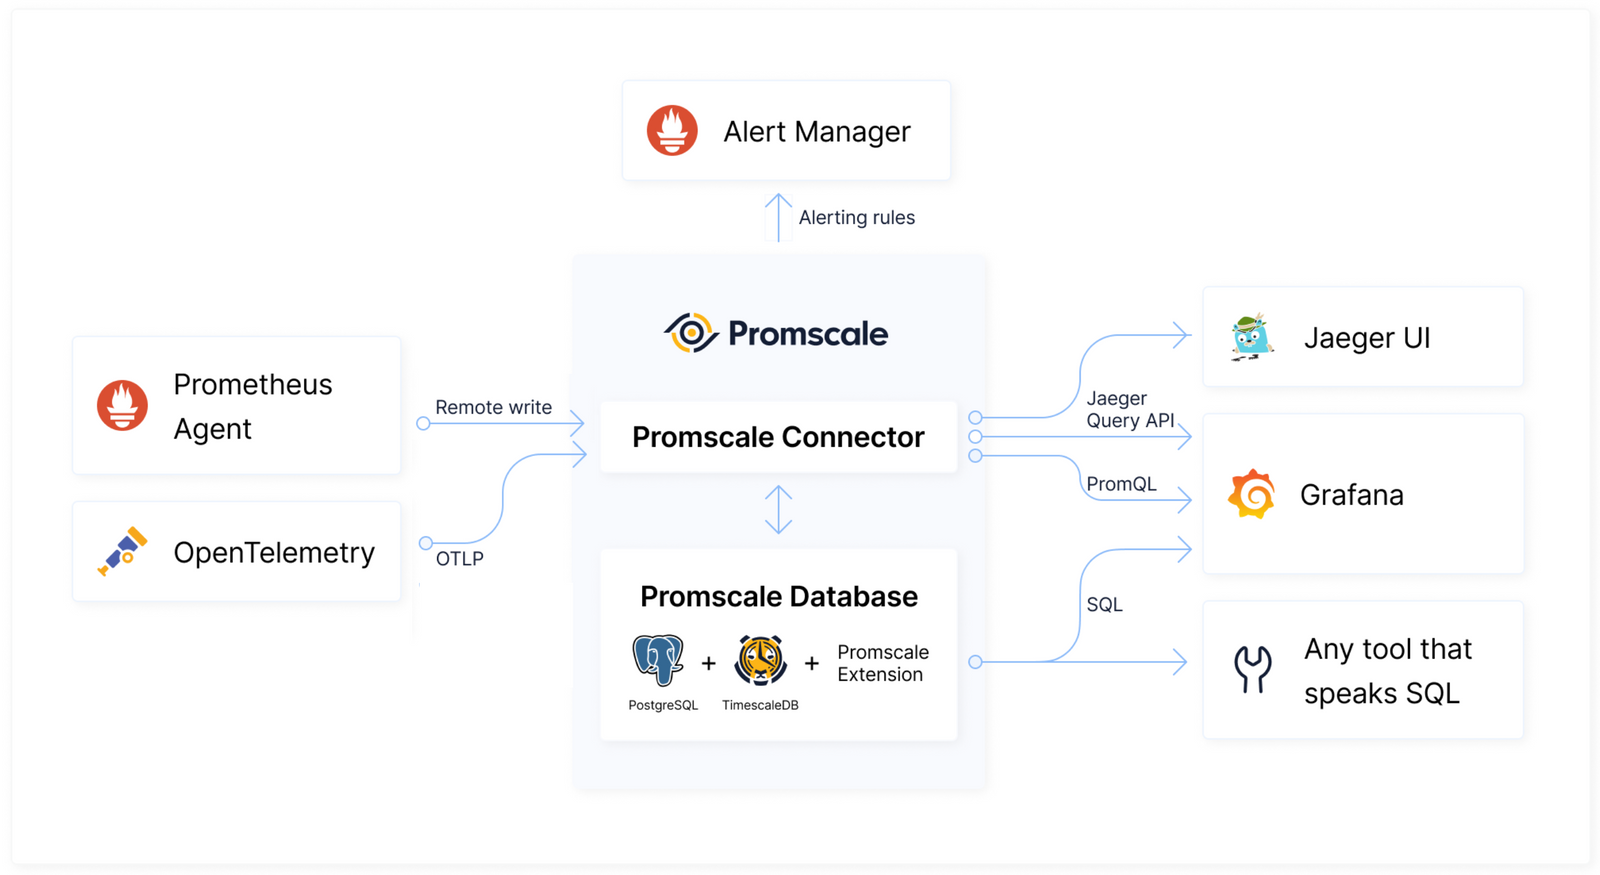 Alert Manager
Alerting rules
Promscale
Prometheus
Agent
Remote write
OpenTelemetry
OTLP
Promscale Connector
Promscale Database
PostgreSQL
+
TimescaleDB
+
Promscale
Extension
Jaeger
Query API
PromQL
SQL
Jaeger UI
Grafana
Any tool that
speaks SQL